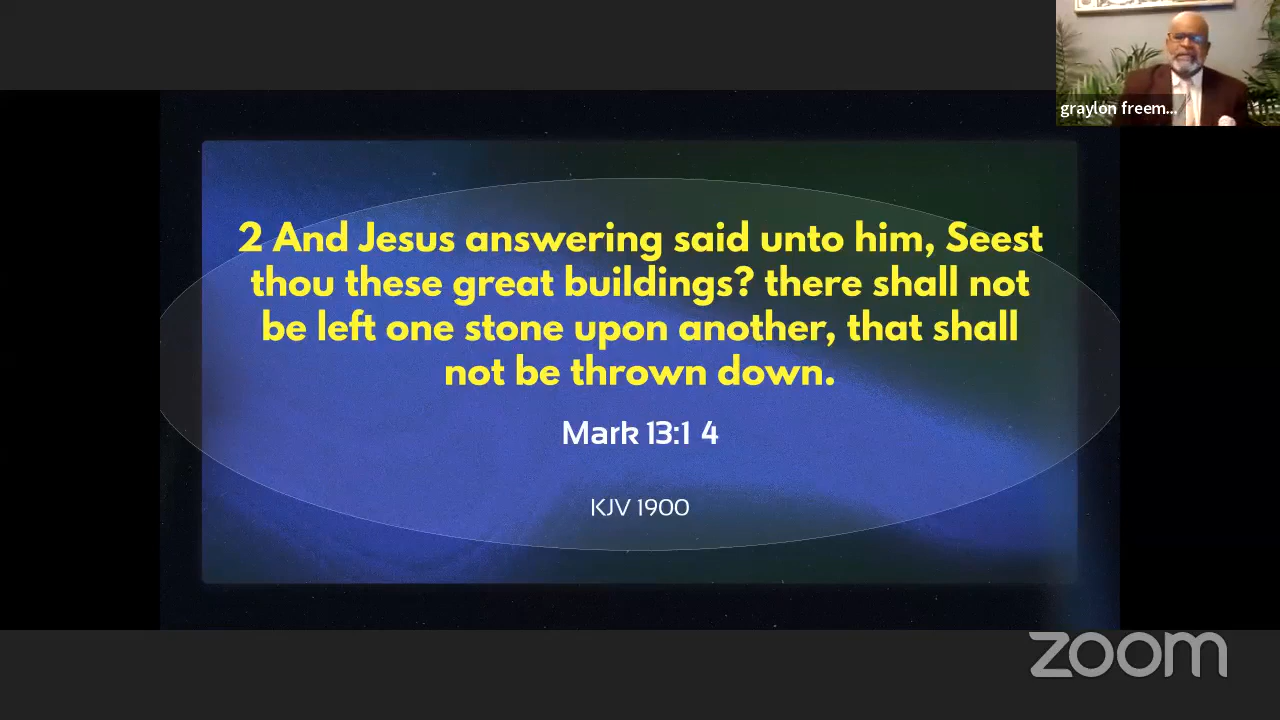 graylon freem...
2 And Jesus answering said unto him, Seest
thou these great buildings? there shall not
be left one stone upon another, that shall
not be thrown down.
Mark 13:1 4
KJV 1900
zoom